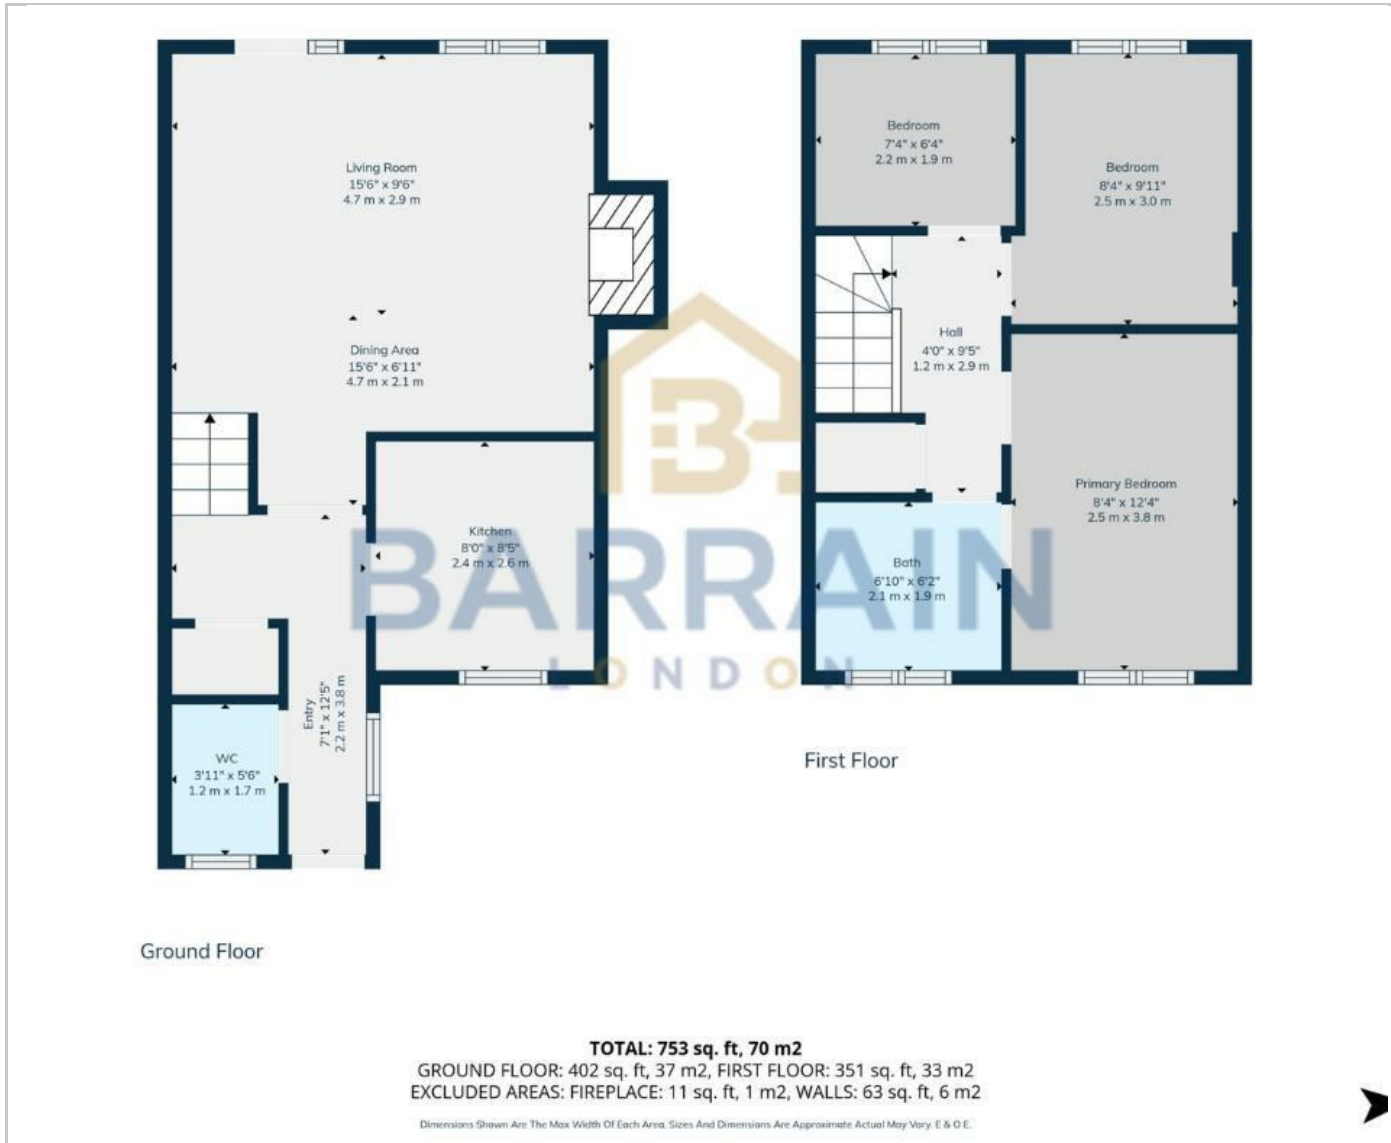 Living Room
15'6" x 9'6"
4.7 m x 2.9 m
Dining Area
15'6" x 6'11"
4.7 m x 2.1 m
Kitchen
8'0" x 8'5"
2.4 m x 2.6 m
Entry
7'1" x 12'5"
2.2 m x 3.8 m
WC
3'11" x 5'6"
1.2 m x 1.7 m
Ground Floor
Bedroom
7'4" x 6'4"
2.2 m x 1.9 m
Bedroom
8'4" x 9'11"
2.5 m x 3.0 m
Hall
4'0" x 9'5"
1.2 m x 2.9 m
Primary Bedroom
8'4" x 12'4"
2.5 m x 3.8 m
Bath
6'10" x 6'2"
2.1 m x 1.9 m
First Floor
B
BARRAIN
LONDON
TOTAL: 753 sq. ft, 70 m2
GROUND FLOOR: 402 sq. ft, 37 m2, FIRST FLOOR: 351 sq. ft, 33 m2
EXCLUDED AREAS: FIREPLACE: 11 sq. ft, 1 m2, WALLS: 63 sq. ft, 6 m2
Dimensions Shown Are The Max Width Of Each Area. Sizes And Dimensions Are Approximate Actual May Vary. E & O E.